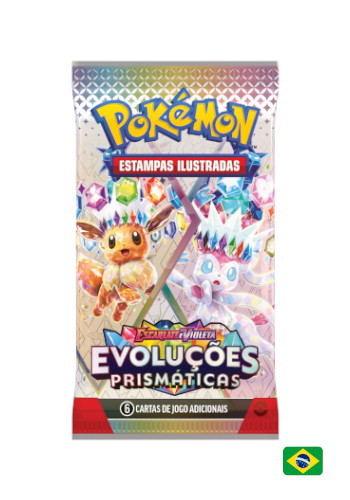 Pokémon
ESTAMPAS ILUSTRADAS
ESCARLATE E VIOLETA
EVOLUÇÕES
PRISMÁTICAS
6 CARTAS DE JOGO ADICIONAIS